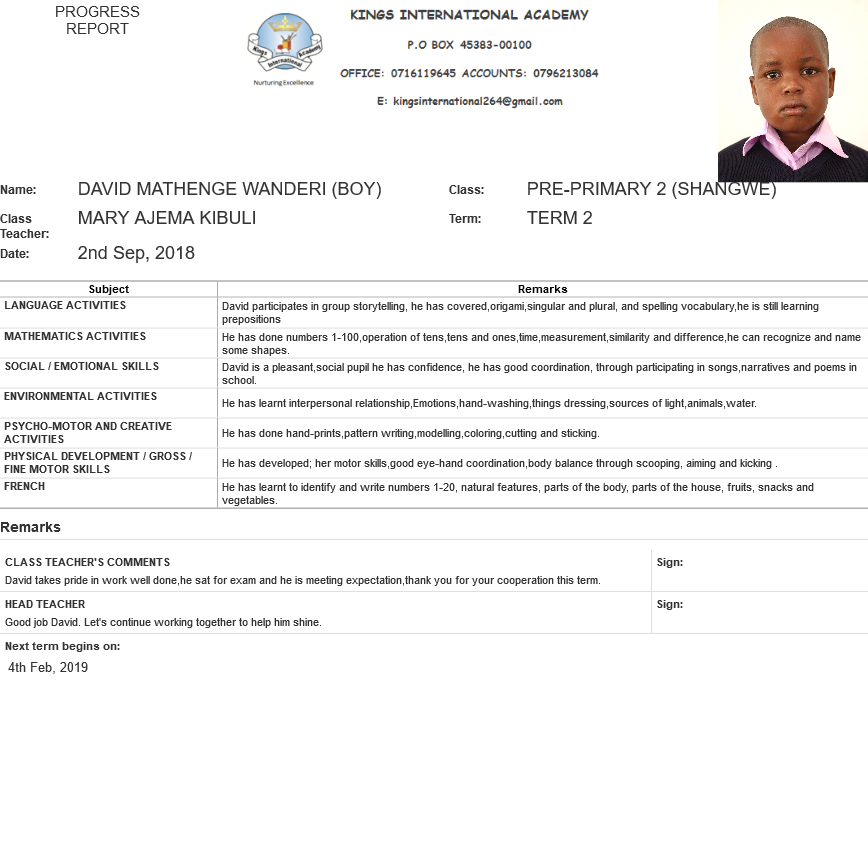 PROGRESS
REPORT
Kings Academy
International
Nurturing Excellence
KINGS INTERNATIONAL ACADEMY
P.O BOX 45383-00100
OFFICE: 0716119645 ACCOUNTS: 0796213084
E: kingsinternational264@gmail.com
Name: DAVID MATHENGE WANDERI (BOY) Class: PRE-PRIMARY 2 (SHANGWE)
Class Teacher: MARY AJEMA KIBULI Term: TERM 2
Date: 2nd Sep, 2018
Subject Remarks
LANGUAGE ACTIVITIES David participates in group storytelling, he has covered,origami,singular and plural, and spelling vocabulary,he is still learning
prepositions
MATHEMATICS ACTIVITIES He has done numbers 1-100,operation of tens,tens and ones,time,measurement,similarity and difference,he can recognize and name
some shapes.
SOCIAL / EMOTIONAL SKILLS David is a pleasant,social pupil he has confidence, he has good coordination, through participating in songs,narratives and poems in
school.
ENVIRONMENTAL ACTIVITIES He has learnt interpersonal relationship,Emotions,hand-washing,things dressing,sources of light,animals,water.
PSYCHO-MOTOR AND CREATIVE
ACTIVITIES He has done hand-prints,pattern writing,modelling,coloring,cutting and sticking.
PHYSICAL DEVELOPMENT / GROSS /
FINE MOTOR SKILLS He has developed; her motor skills,good eye-hand coordination,body balance through scooping, aiming and kicking .
FRENCH He has learnt to identify and write numbers 1-20, natural features, parts of the body, parts of the house, fruits, snacks and
vegetables.
Remarks
CLASS TEACHER'S COMMENTS Sign:
David takes pride in work well done,he sat for exam and he is meeting expectation,thank you for your cooperation this term.
HEAD TEACHER Sign:
Good job David. Let's continue working together to help him shine.
Next term begins on:
4th Feb, 2019